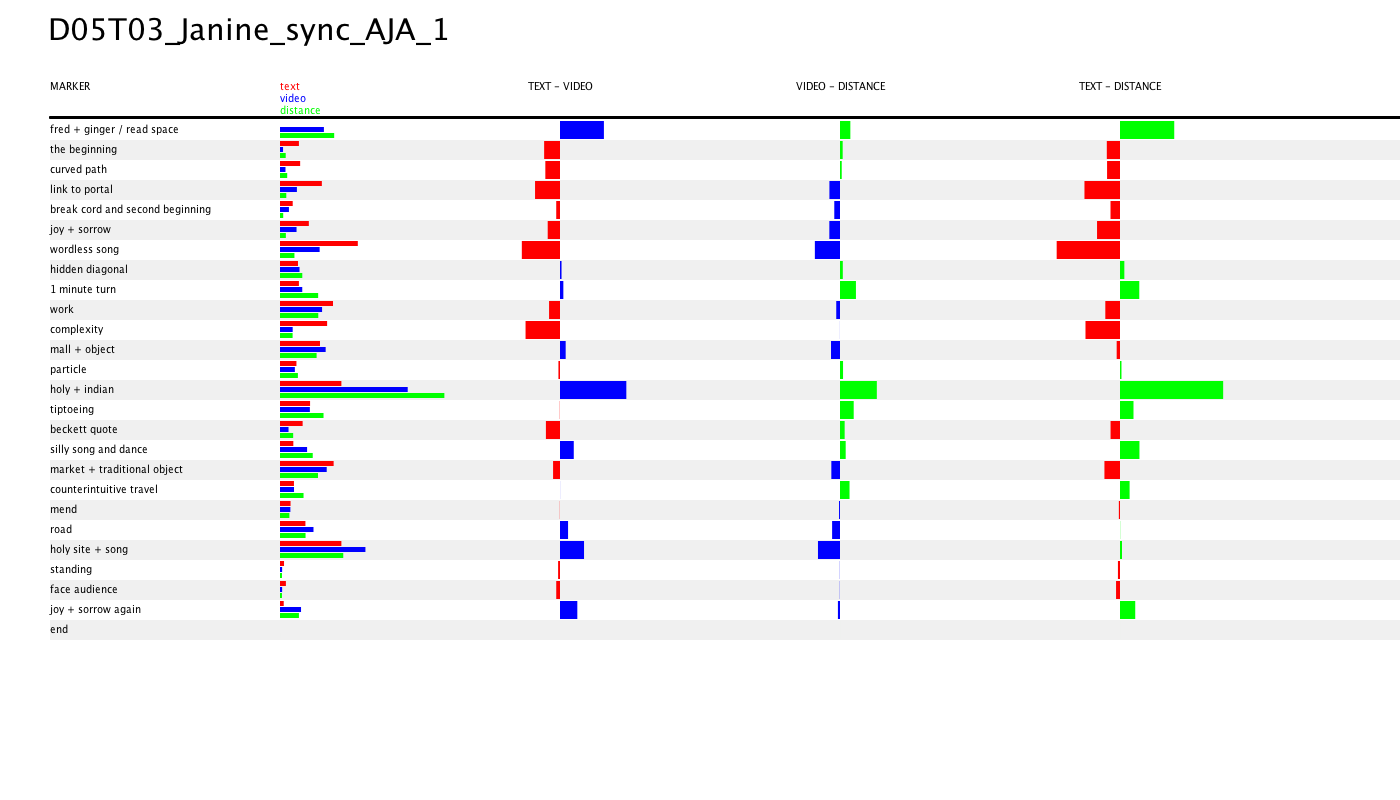 D05T03_Janine_sync_AJA_1
MARKER
text
video
distance
TEXT – VIDEO
VIDEO – DISTANCE
TEXT – DISTANCE
fred + ginger / read space
the beginning
curved path
link to portal
break cord and second beginning
joy + sorrow
wordless song
hidden diagonal
1 minute turn
work
complexity
mall + object
particle
holy + indian
tiptoeing
beckett quote
silly song and dance
market + traditional object
counterintuitive travel
mend
road
holy site + song
standing
face audience
joy + sorrow again
end